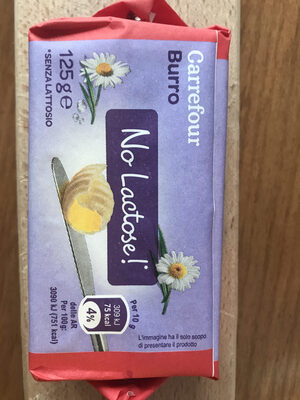 Carrefour
Burro
No Lactose!*
125 g e
*SENZA LATTOSIO
Per 10 g
309 kJ
75 kcal
4%
delle AR
Per 100g:
3090 kJ (751 kcal)
L'immagine ha il solo scopo
di presentare il prodotto